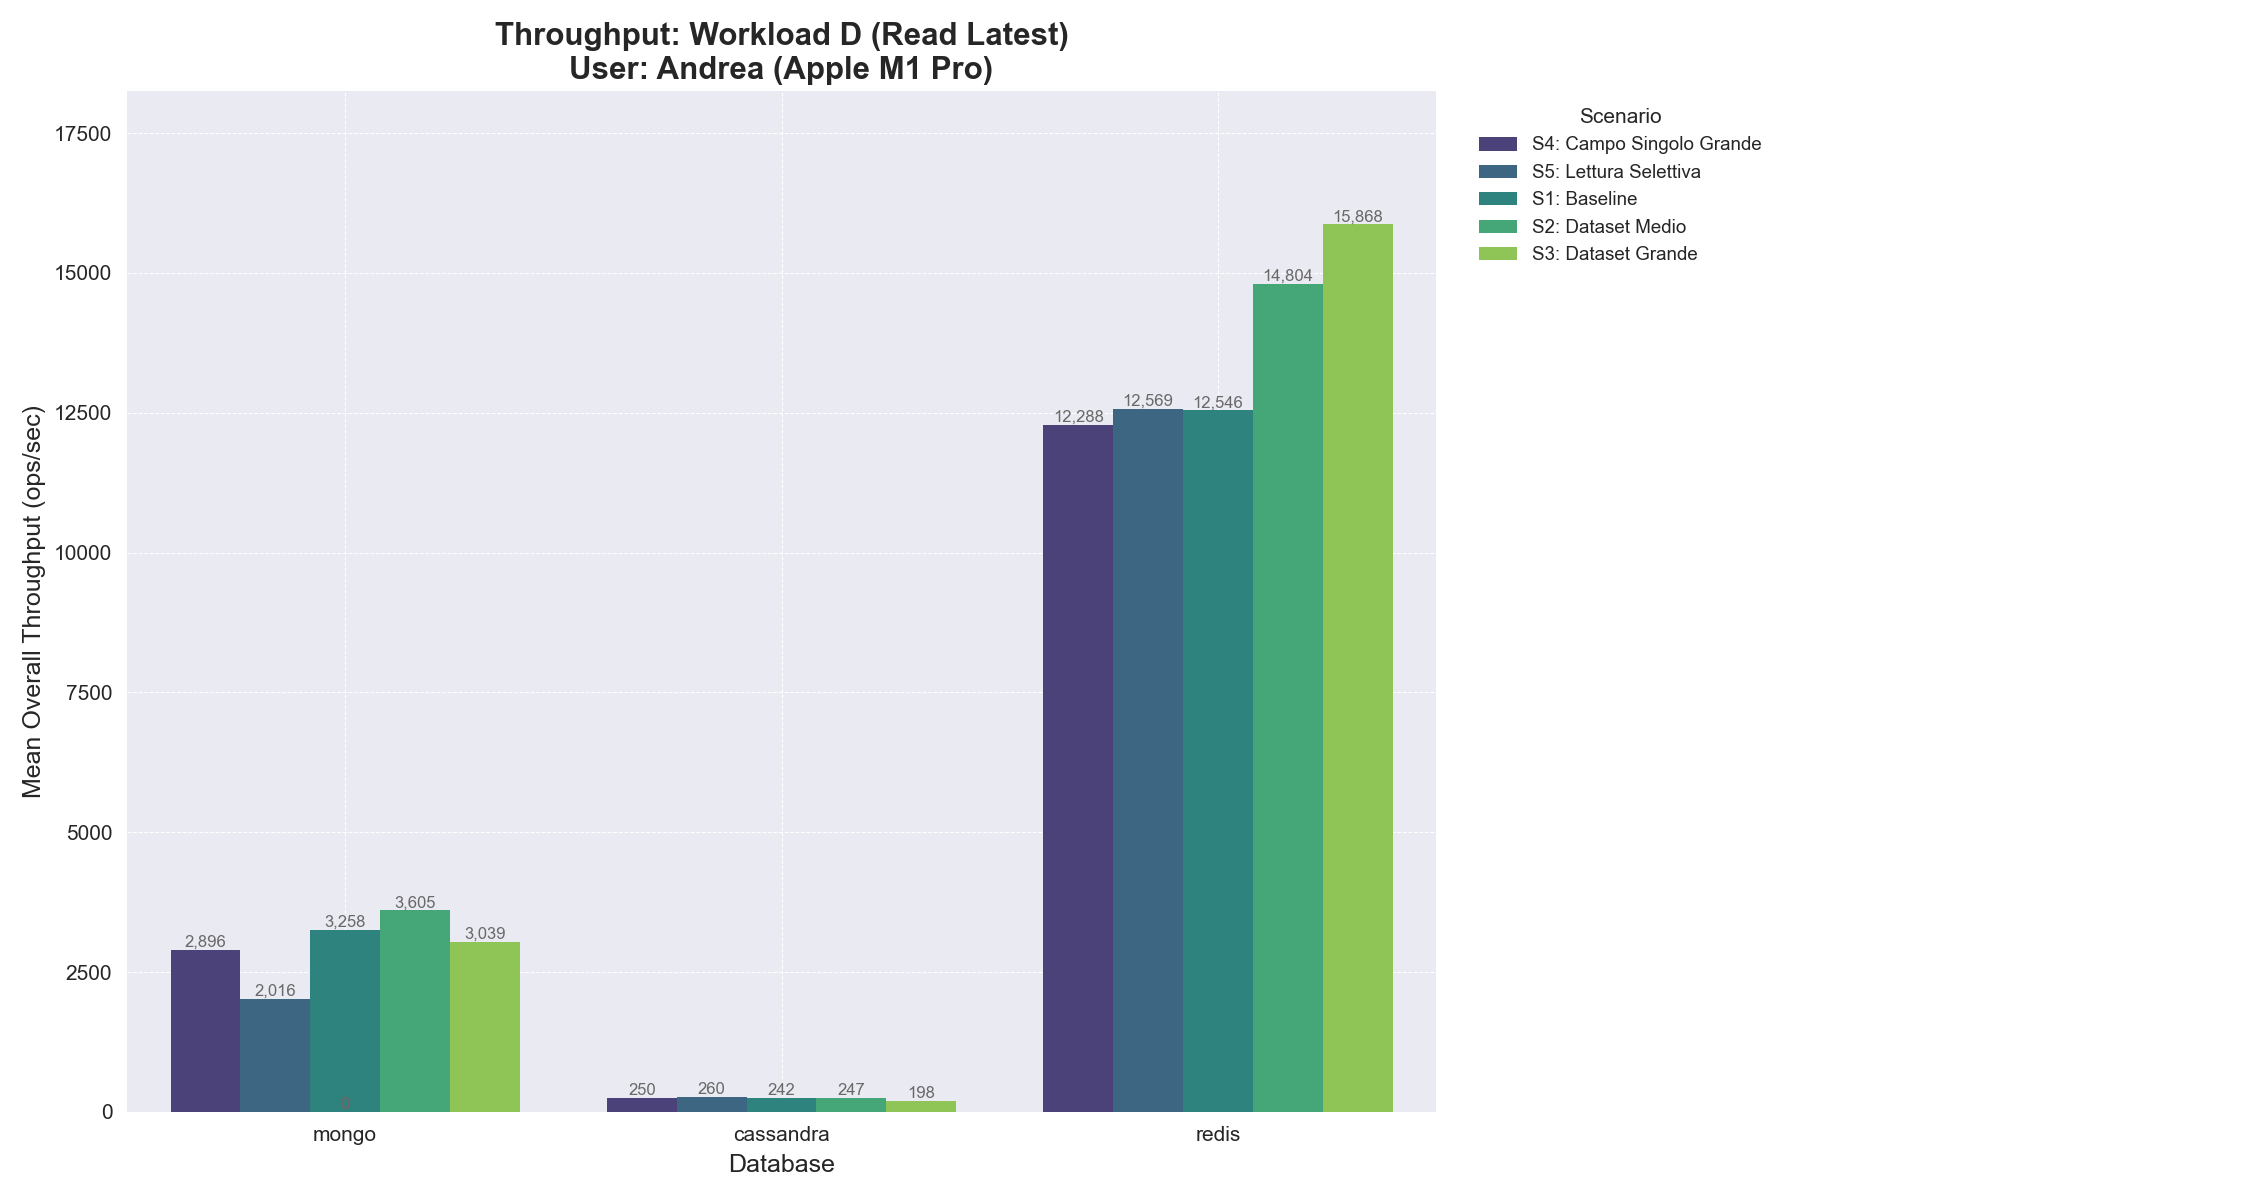 Throughput: Workload D (Read Latest)
User: Andrea (Apple M1 Pro)
Mean Overall Throughput (ops/sec)
17500
15000
12500
10000
7500
5000
2500
0
2,896
2,016
3,258
3,605
3,039
0
250
260
242
247
198
12,288
12,569
12,546
14,804
15,868
mongo
cassandra
redis
Database
Scenario
S4: Campo Singolo Grande
S5: Lettura Selettiva
S1: Baseline
S2: Dataset Medio
S3: Dataset Grande